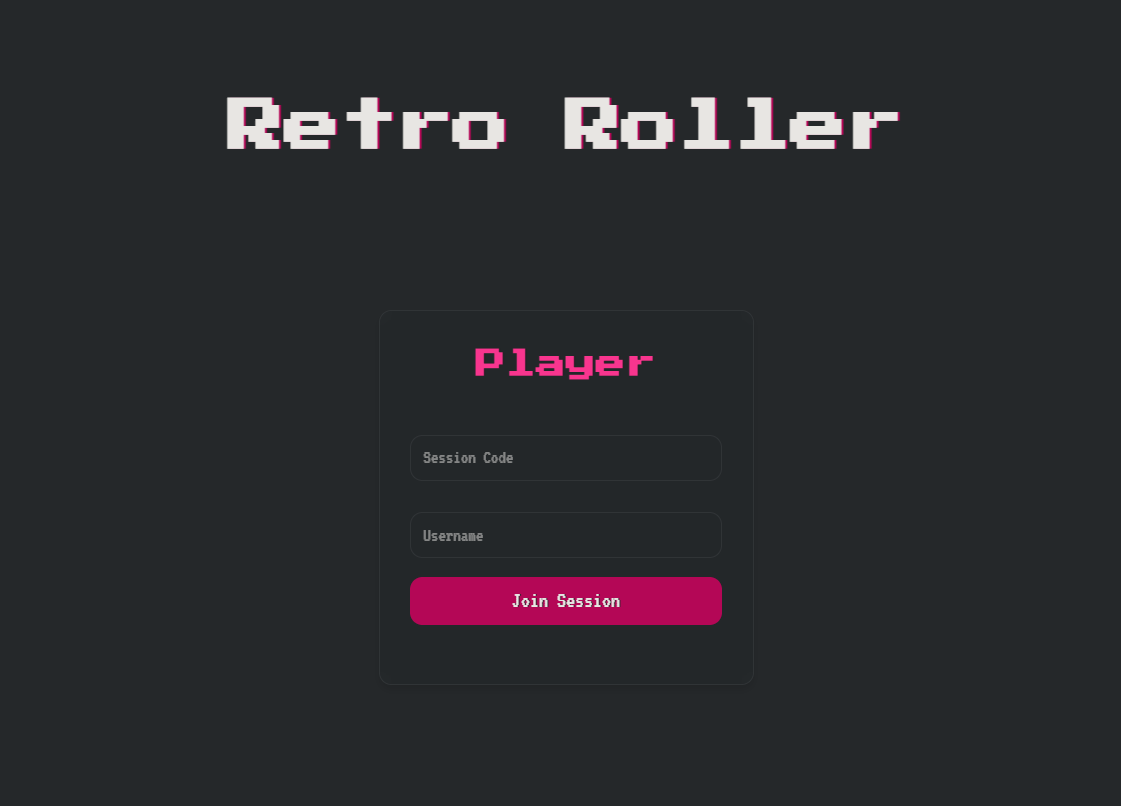 Retro Roller
Player
Session Code
Username
Join Session